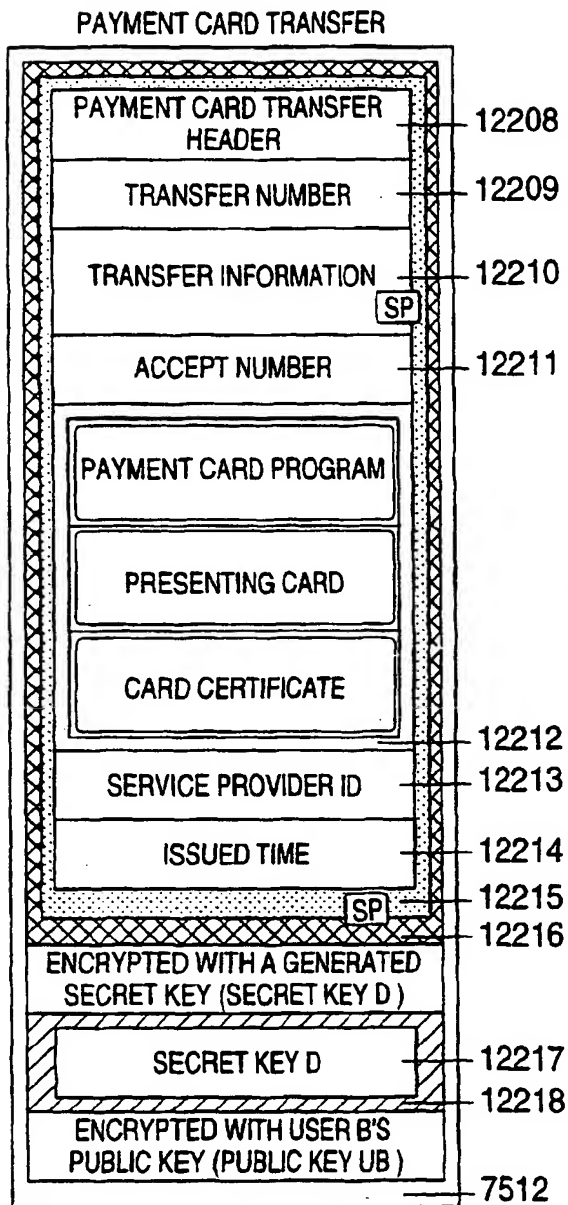 PAYMENT CARD TRANSFER
PAYMENT CARD TRANSFER
HEADER
12208
TRANSFER NUMBER
12209
TRANSFER INFORMATION
12210
SP
ACCEPT NUMBER
12211
PAYMENT CARD PROGRAM
PRESENTING CARD
CARD CERTIFICATE
12212
SERVICE PROVIDER ID
12213
ISSUED TIME
12214
12215
SP
12216
ENCRYPTED WITH A GENERATED
SECRET KEY (SECRET KEY D )
SECRET KEY D
12217
12218
ENCRYPTED WITH USER B'S
PUBLIC KEY (PUBLIC KEY UB )
7512